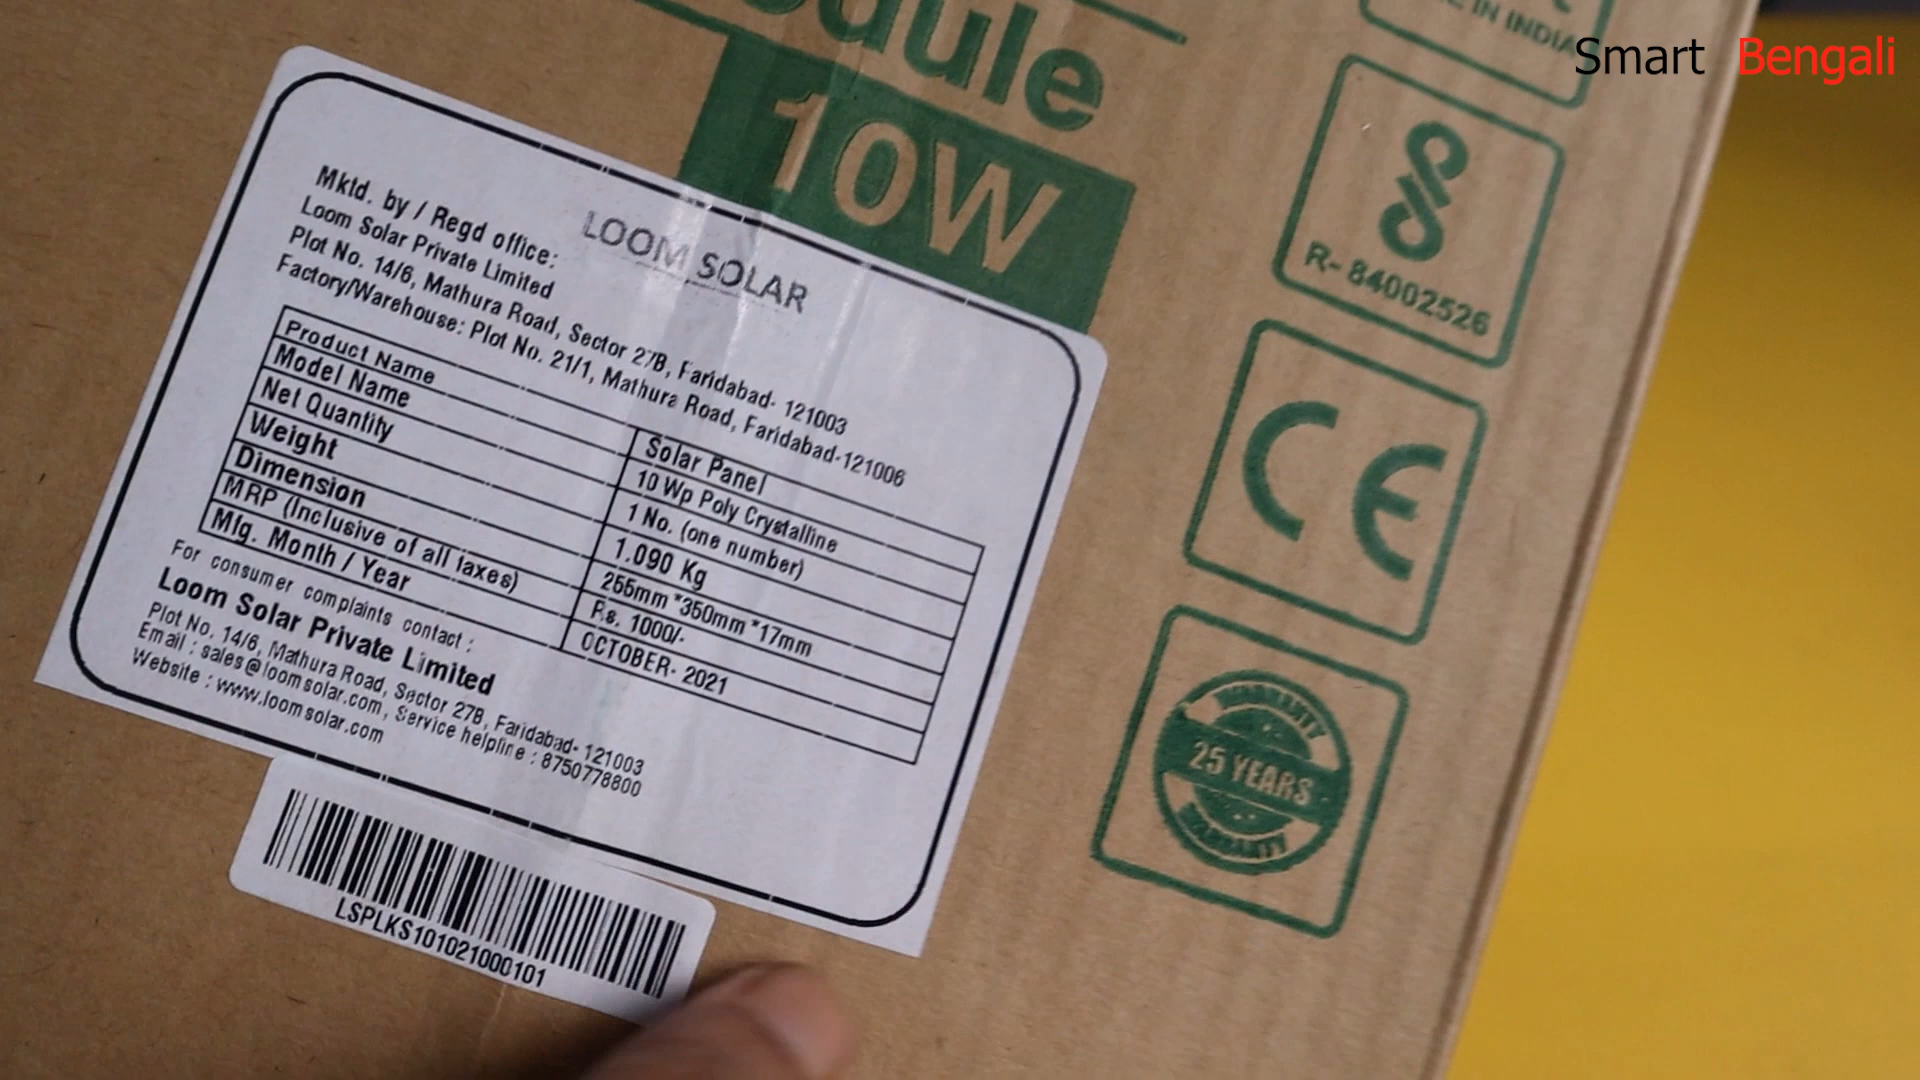 Smart Bengali
dule
10W
E IN INDIA
R- 84002526
CE
WARRANTY
25 YEARS
WARRANTY
LOOM SOLAR
Mktd. by / Regd office:
Loom Solar Private Limited
Plot No. 14/6, Mathura Road, Sector 27B, Faridabad- 121003
Factory/Warehouse: Plot No. 21/1, Mathura Road, Faridabad-121006
Product Name Solar Panel
Model Name 10 Wp Poly Crystalline
Net Quantity 1 No. (one number)
Weight 1.090 Kg
Dimension 255mm *350mm *17mm
MRP (Inclusive of all taxes) Rs. 1000/-
Mfg. Month / Year OCTOBER- 2021
For consumer complaints contact :
Loom Solar Private Limited
Plot No. 14/6, Mathura Road, Sector 27B, Faridabad- 121003
Email : sales@loomsolar.com, Service helpline : 8750778800
Website : www.loomsolar.com
LSPLKS101021000101